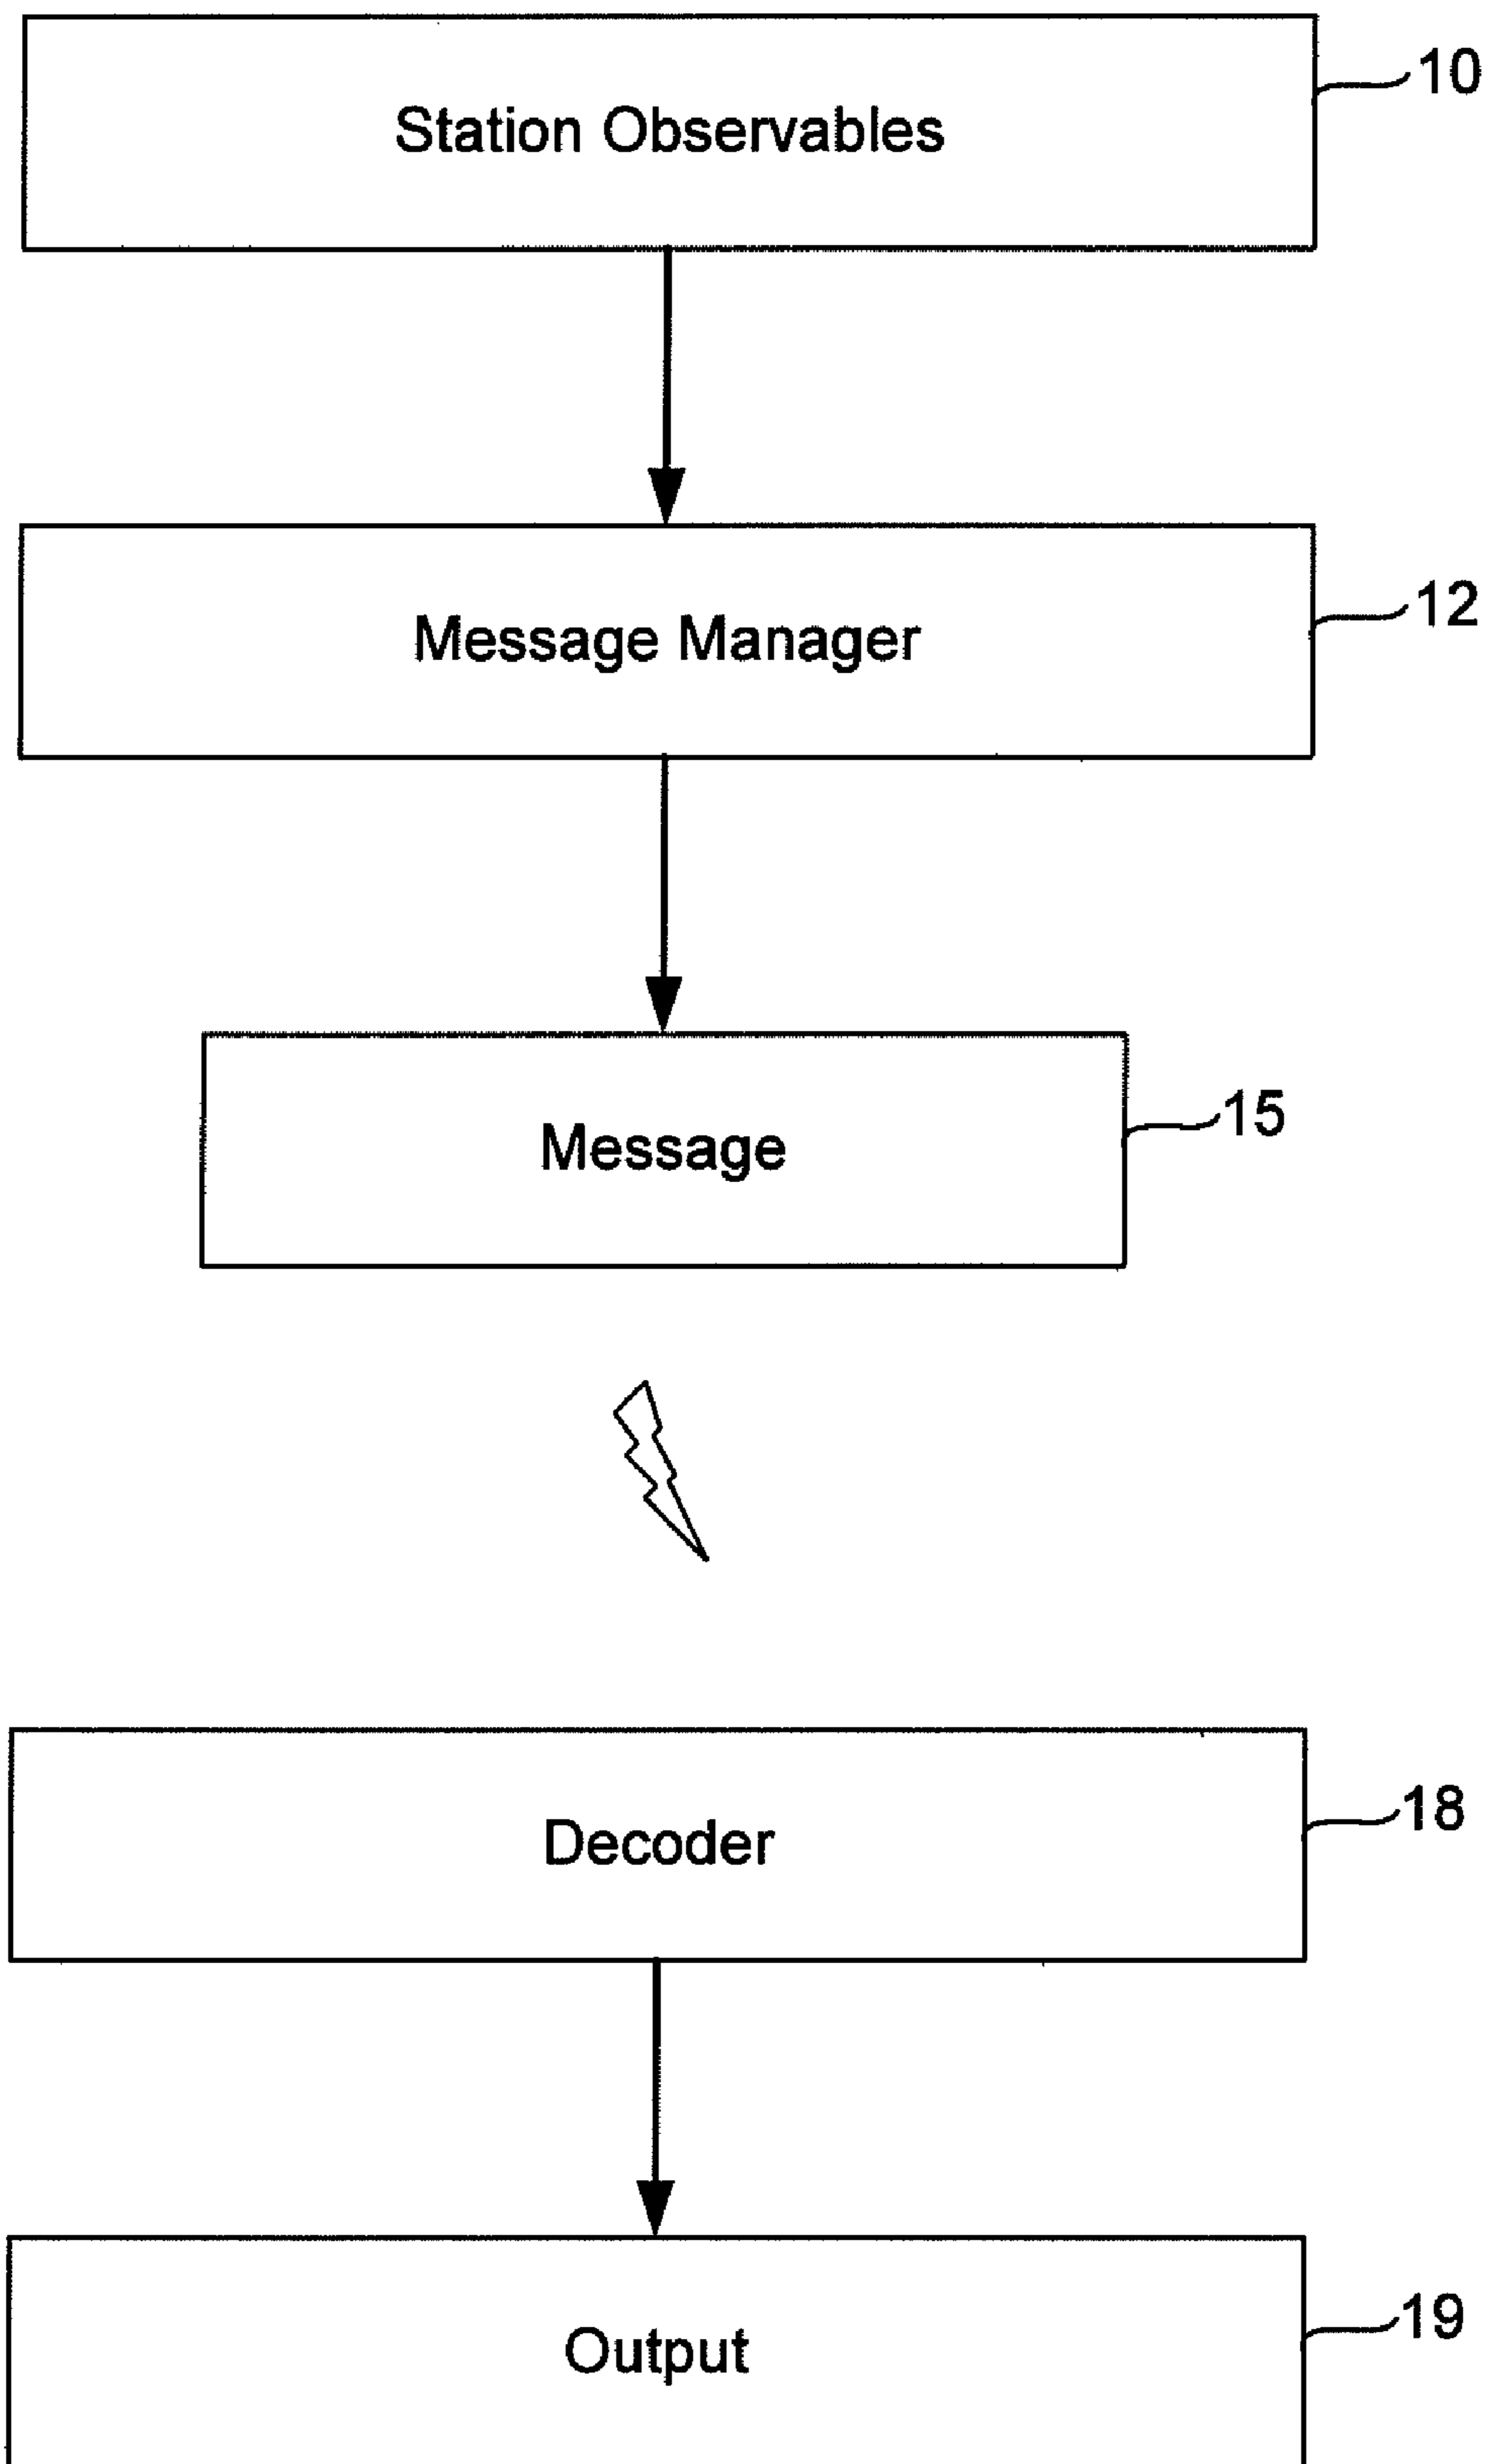 Station Observables
10
Message Manager
12
Message
15
Decoder
18
Output
19